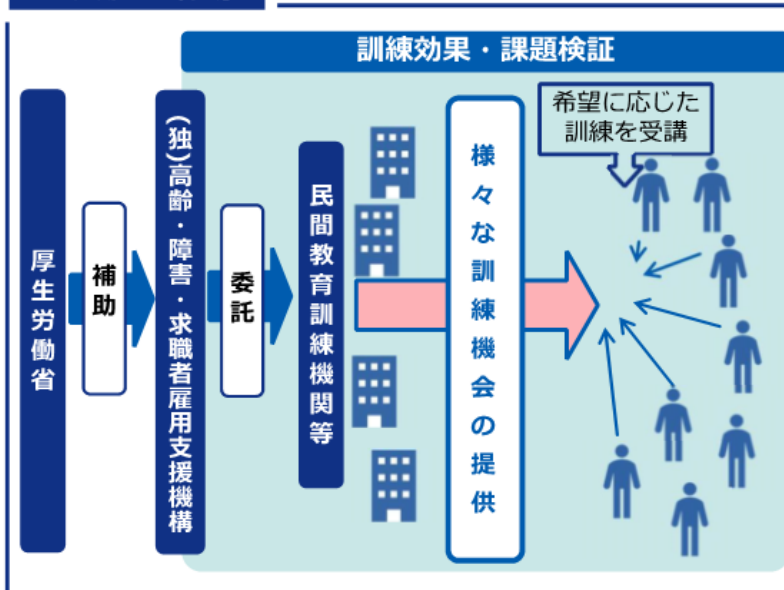 訓練効果・課題検証
厚生労働省
補助
(独)高齢・障害・求職者雇用支援機構
委託
民間教育訓練機関等
様々な訓練機会の提供
希望に応じた
訓練を受講